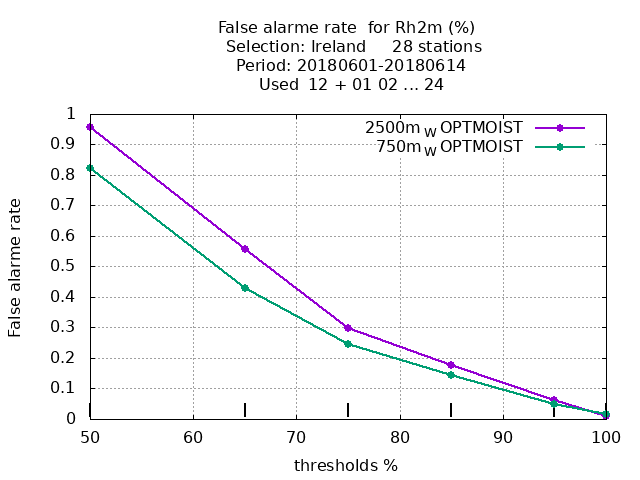 False alarme rate  for Rh2m (%)
Selection: Ireland     28 stations
Period: 20180601-20180614
Used  12 + 01 02 ... 24
2500m W OPTMOIST
750m W OPTMOIST
1
0.9
0.8
0.7
0.6
0.5
0.4
0.3
0.2
0.1
0
False alarme rate
50 60 70 80 90 100
thresholds %